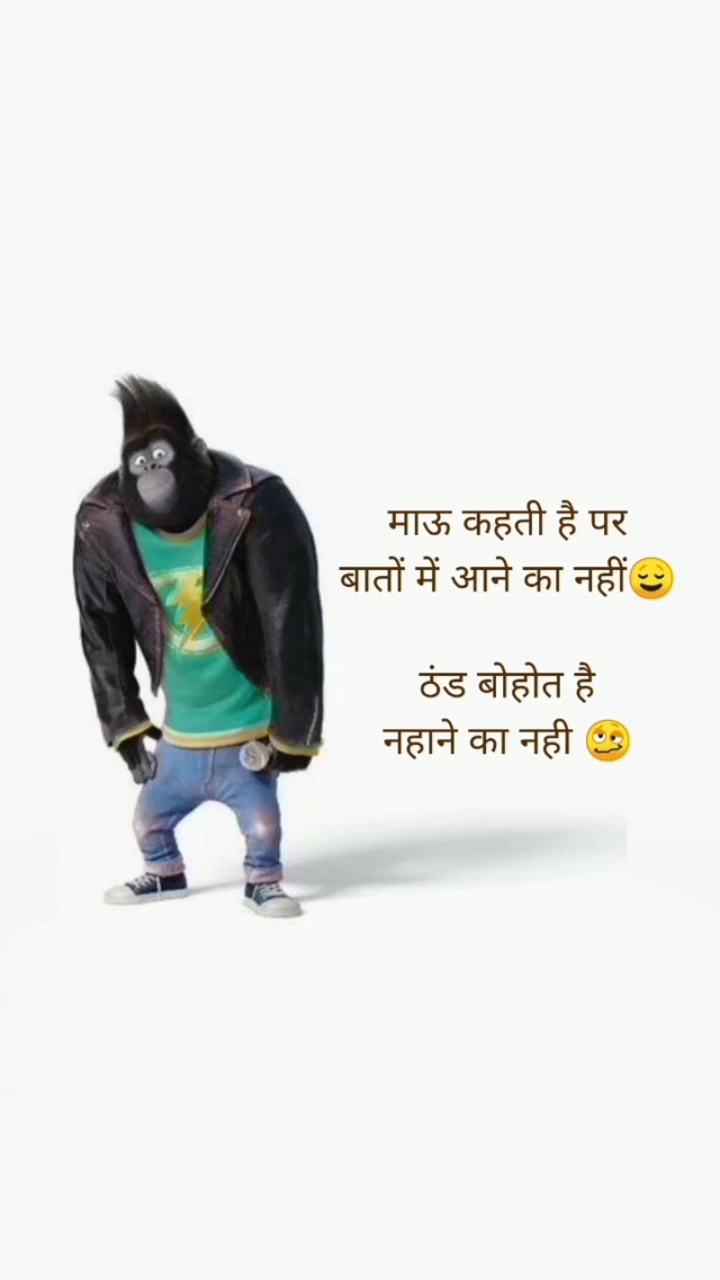 माऊ कहती है पर
बातों में आने का नहीं😌
ठंड बोहोत है
नहाने का नही 🥴